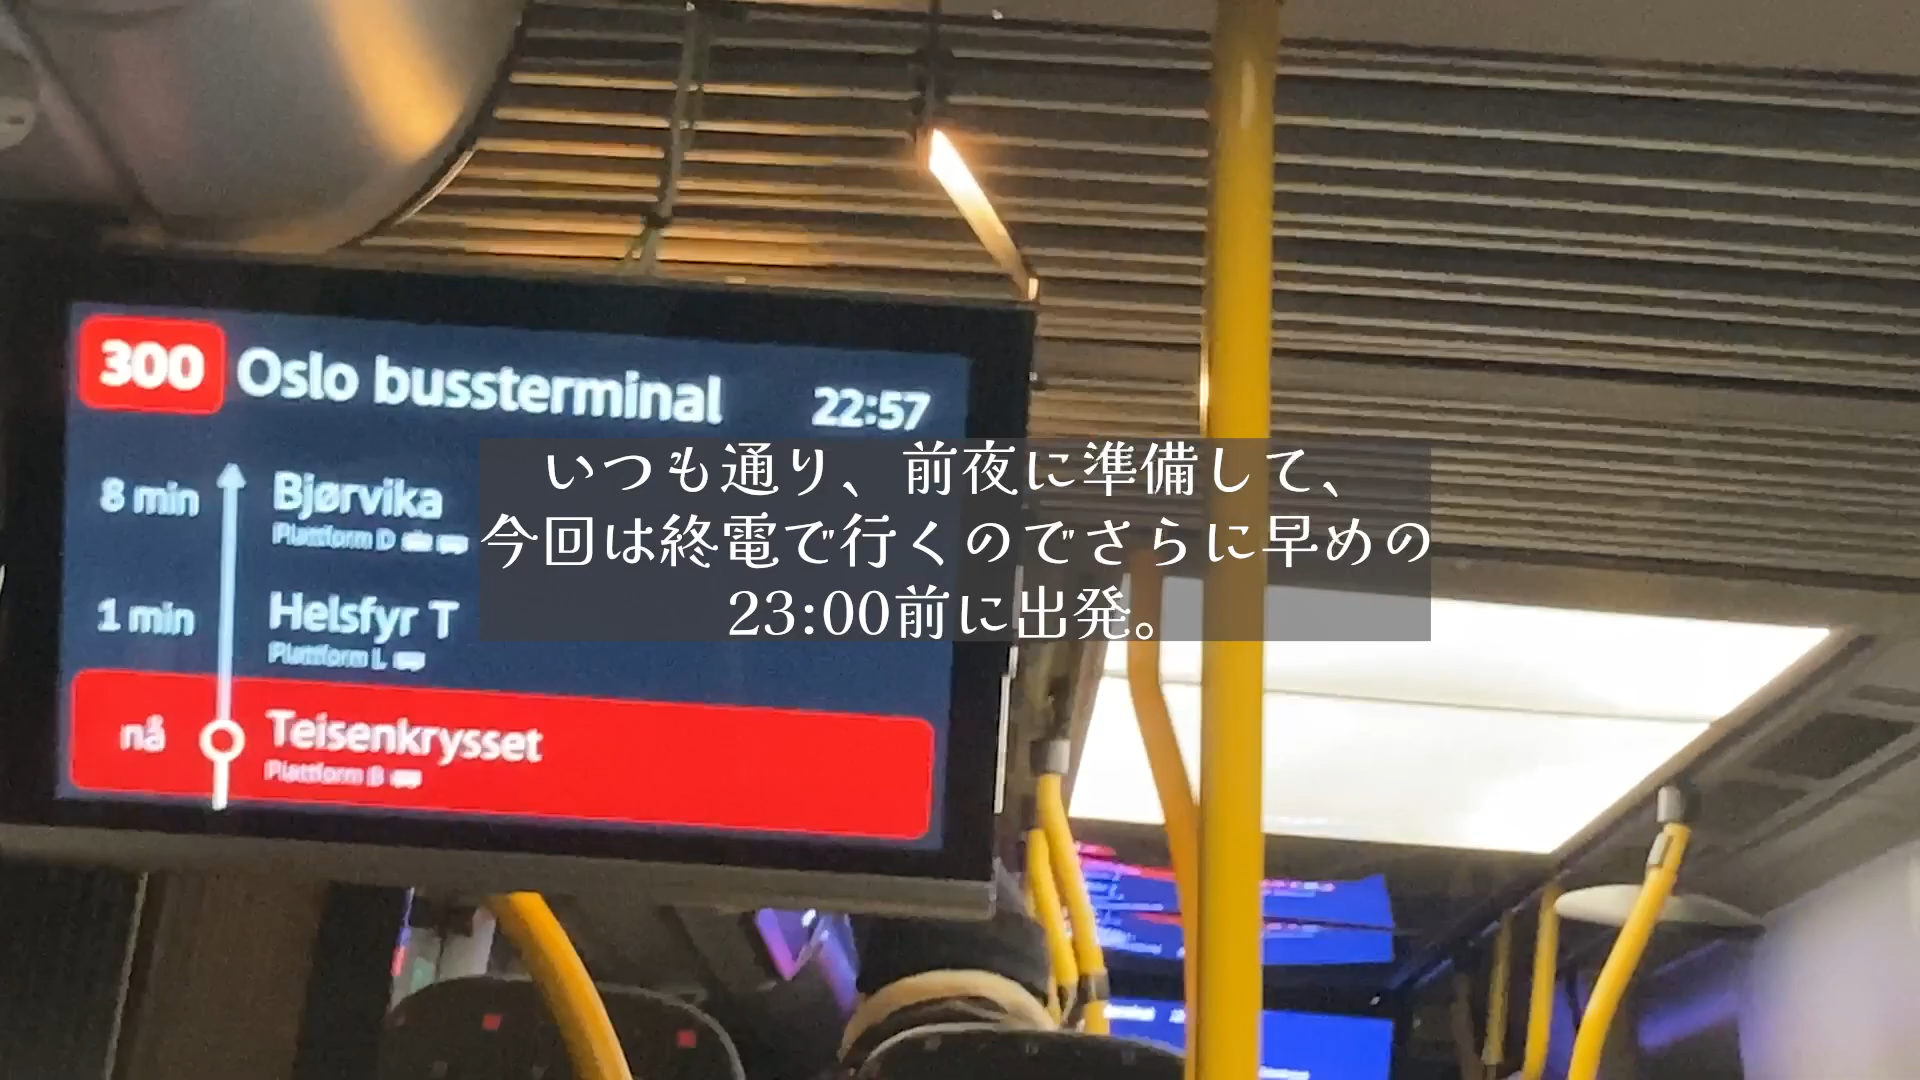 300 Oslo bussterminal 22:57
8 min Bjørvika
Plattform D
1 min Helsfyr T
Plattform L
nå Teisenkrysset
Plattform B
いつも通り、前夜に準備して、
今回は終電で行くのでさらに早めの
23:00前に出発。